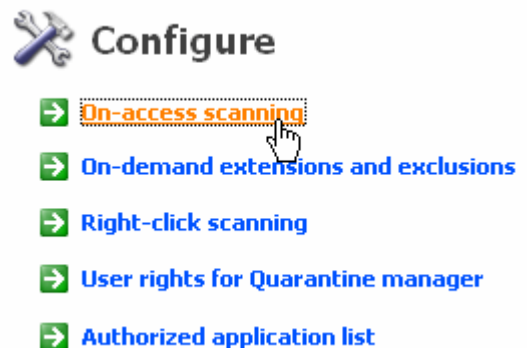 Configure
On-access scanning
On-demand extensions and exclusions
Right-click scanning
User rights for Quarantine manager
Authorized application list